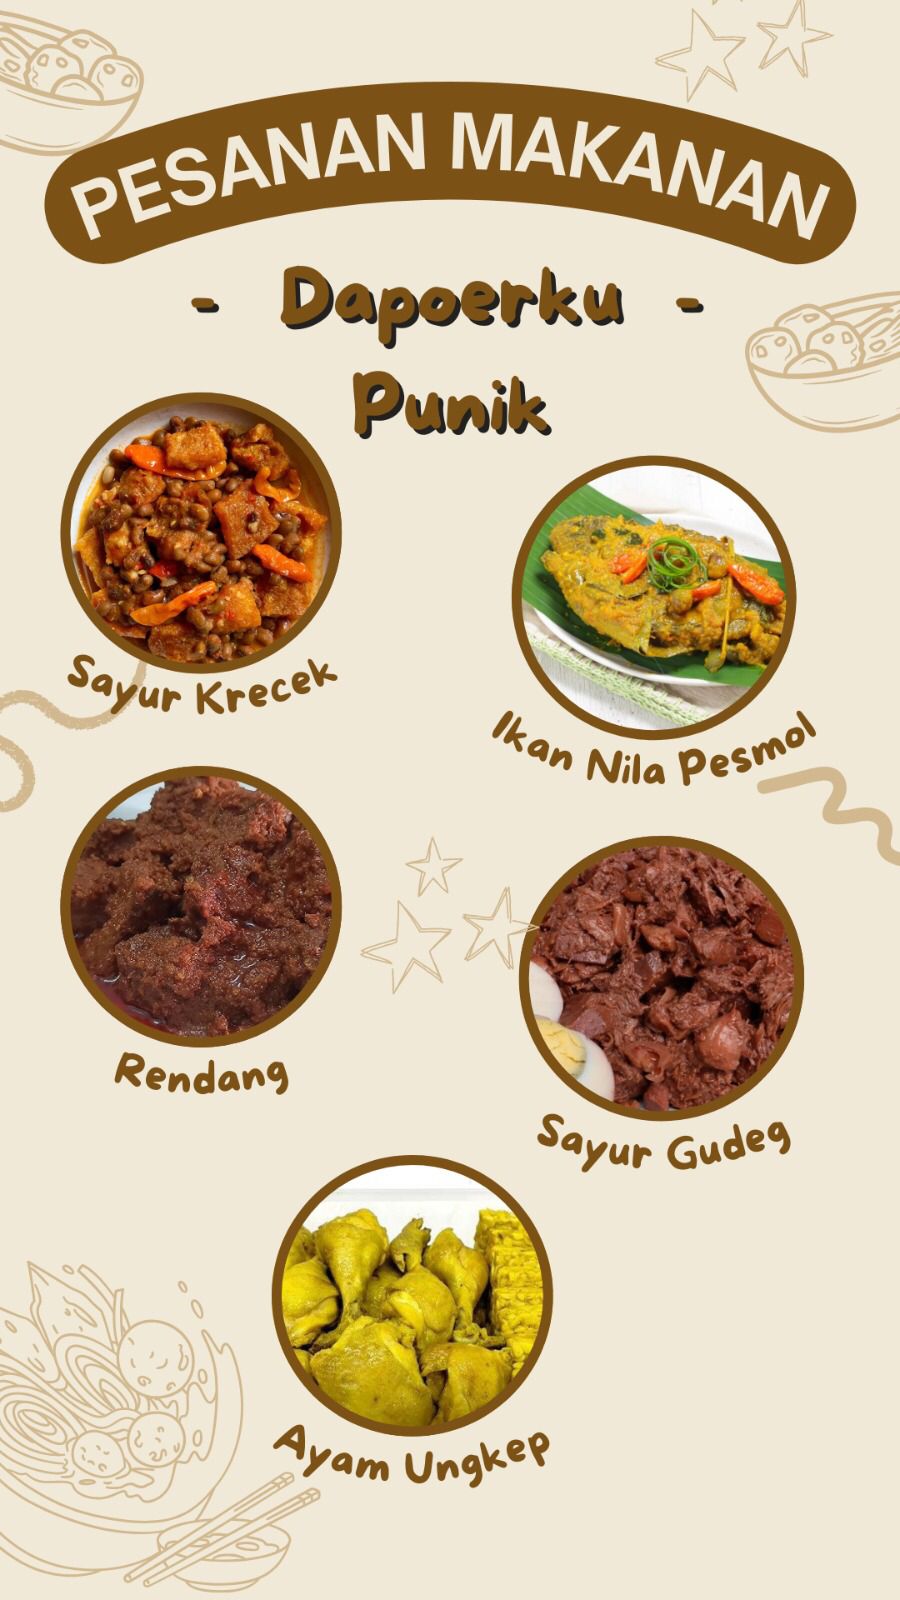 PESANAN MAKANAN
- Dapoerku -
Punik
Sayur Krecek
Ikan Nila Pesmol
Rendang
Sayur Gudeg
Ayam Ungkep